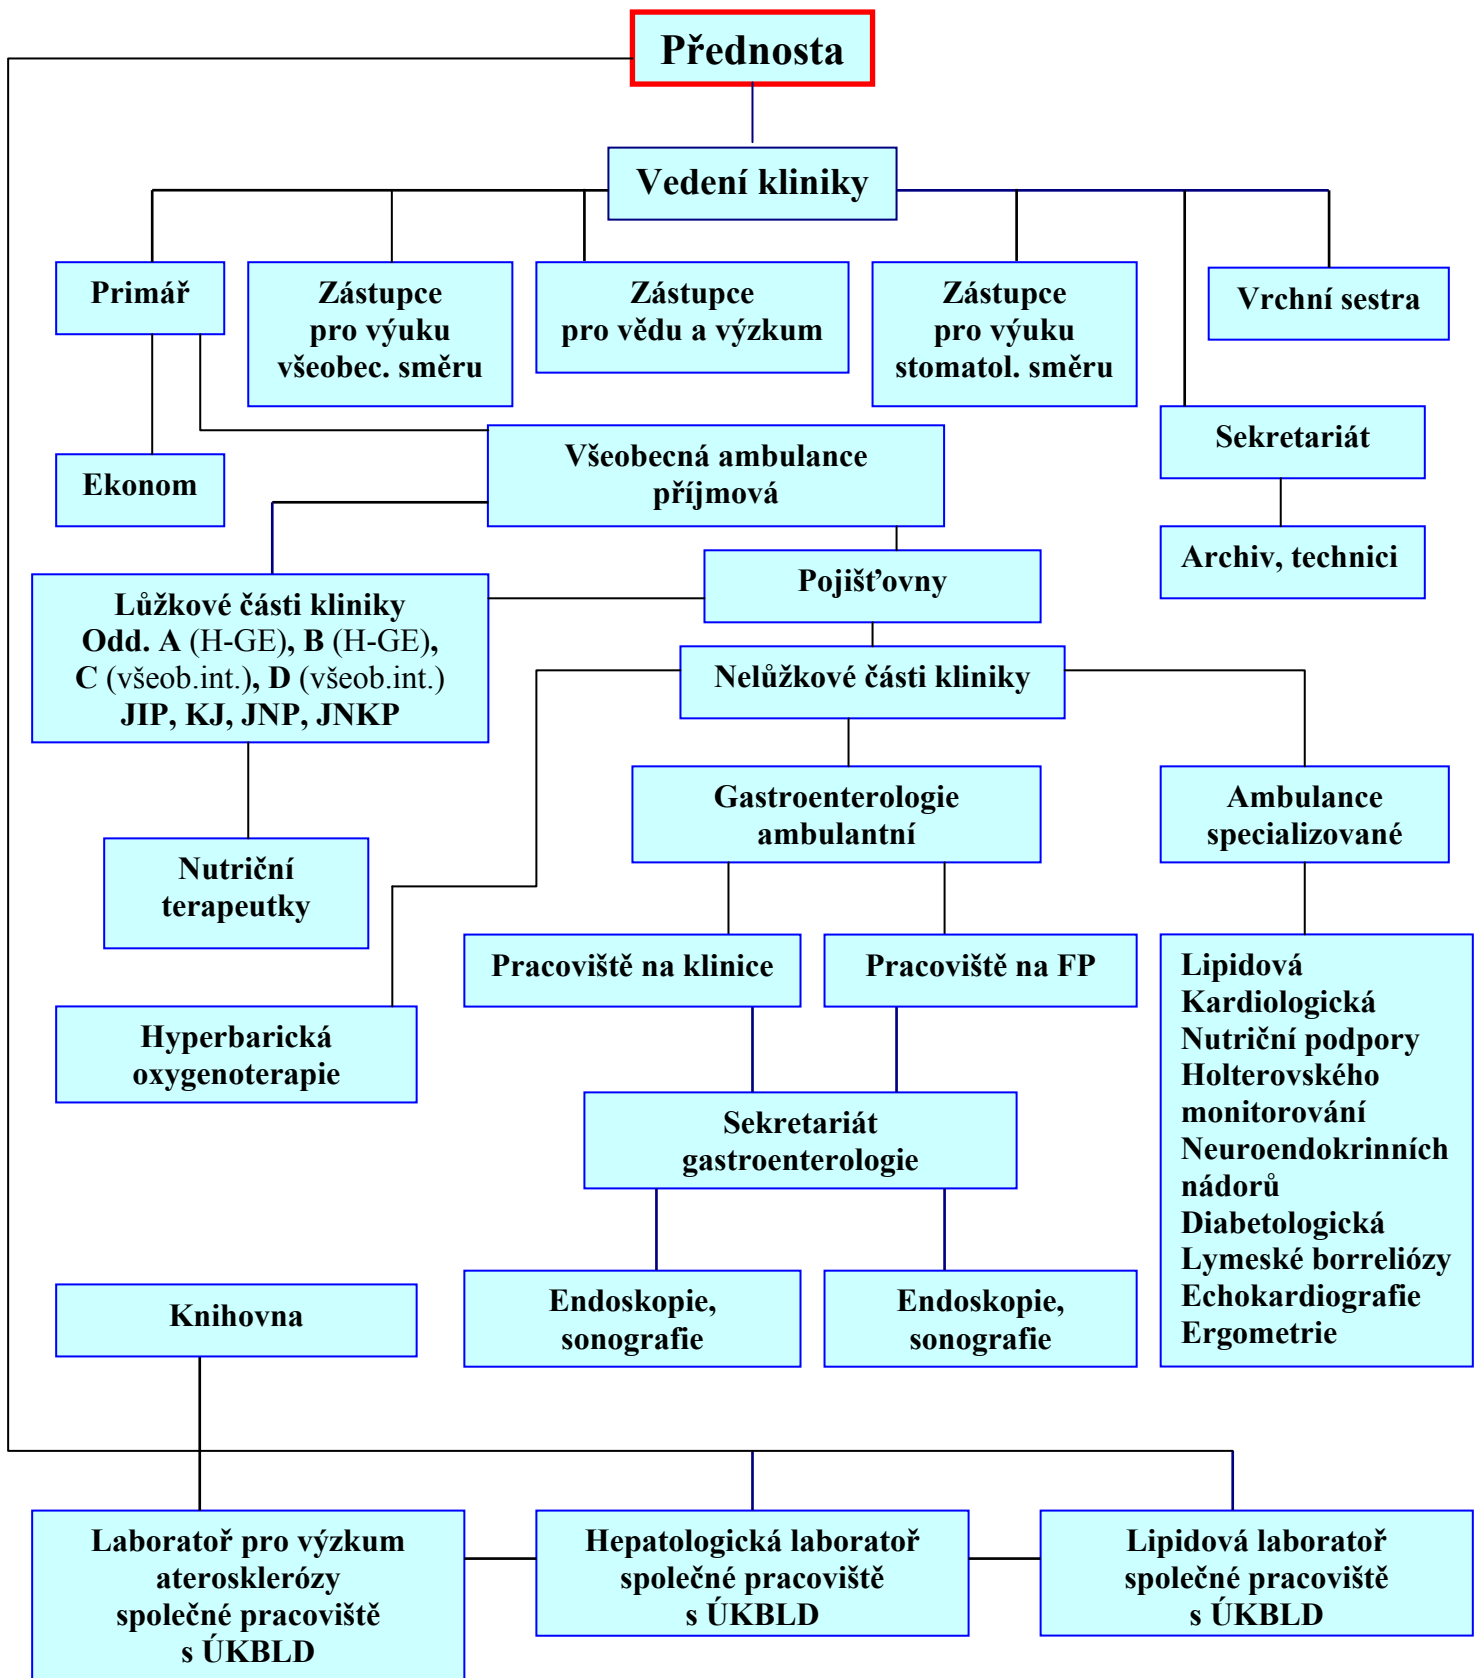 Přednosta
Vedení kliniky
Primář
Zástupce
pro výuku
všeobec. směru
Zástupce
pro vědu a výzkum
Zástupce
pro výuku
stomatol. směru
Vrchní sestra
Sekretariát
Všeobecná ambulance
příjmová
Ekonom
Archiv, technici
Pojišťovny
Lůžkové části kliniky
Odd. A (H-GE), B (H-GE),
C (všeob.int.), D (všeob.int.)
JIP, KJ, JNP, JNKP
Nelůžkové části kliniky
Gastroenterologie
ambulantní
Ambulance
specializované
Nutriční
terapeutky
Pracoviště na klinice
Pracoviště na FP
Lipidová
Kardiologická
Nutriční podpory
Holterovského
monitorování
Neuroendokrinních
nádorů
Diabetologická
Lymeské borreliózy
Echokardiografie
Ergometrie
Hyperbarická
oxygenoterapie
Sekretariát
gastroenterologie
Endoskopie,
sonografie
Endoskopie,
sonografie
Knihovna
Laboratoř pro výzkum
aterosklerózy
společné pracoviště
s ÚKBLD
Hepatologická laboratoř
společné pracoviště
s ÚKBLD
Lipidová laboratoř
společné pracoviště
s ÚKBLD